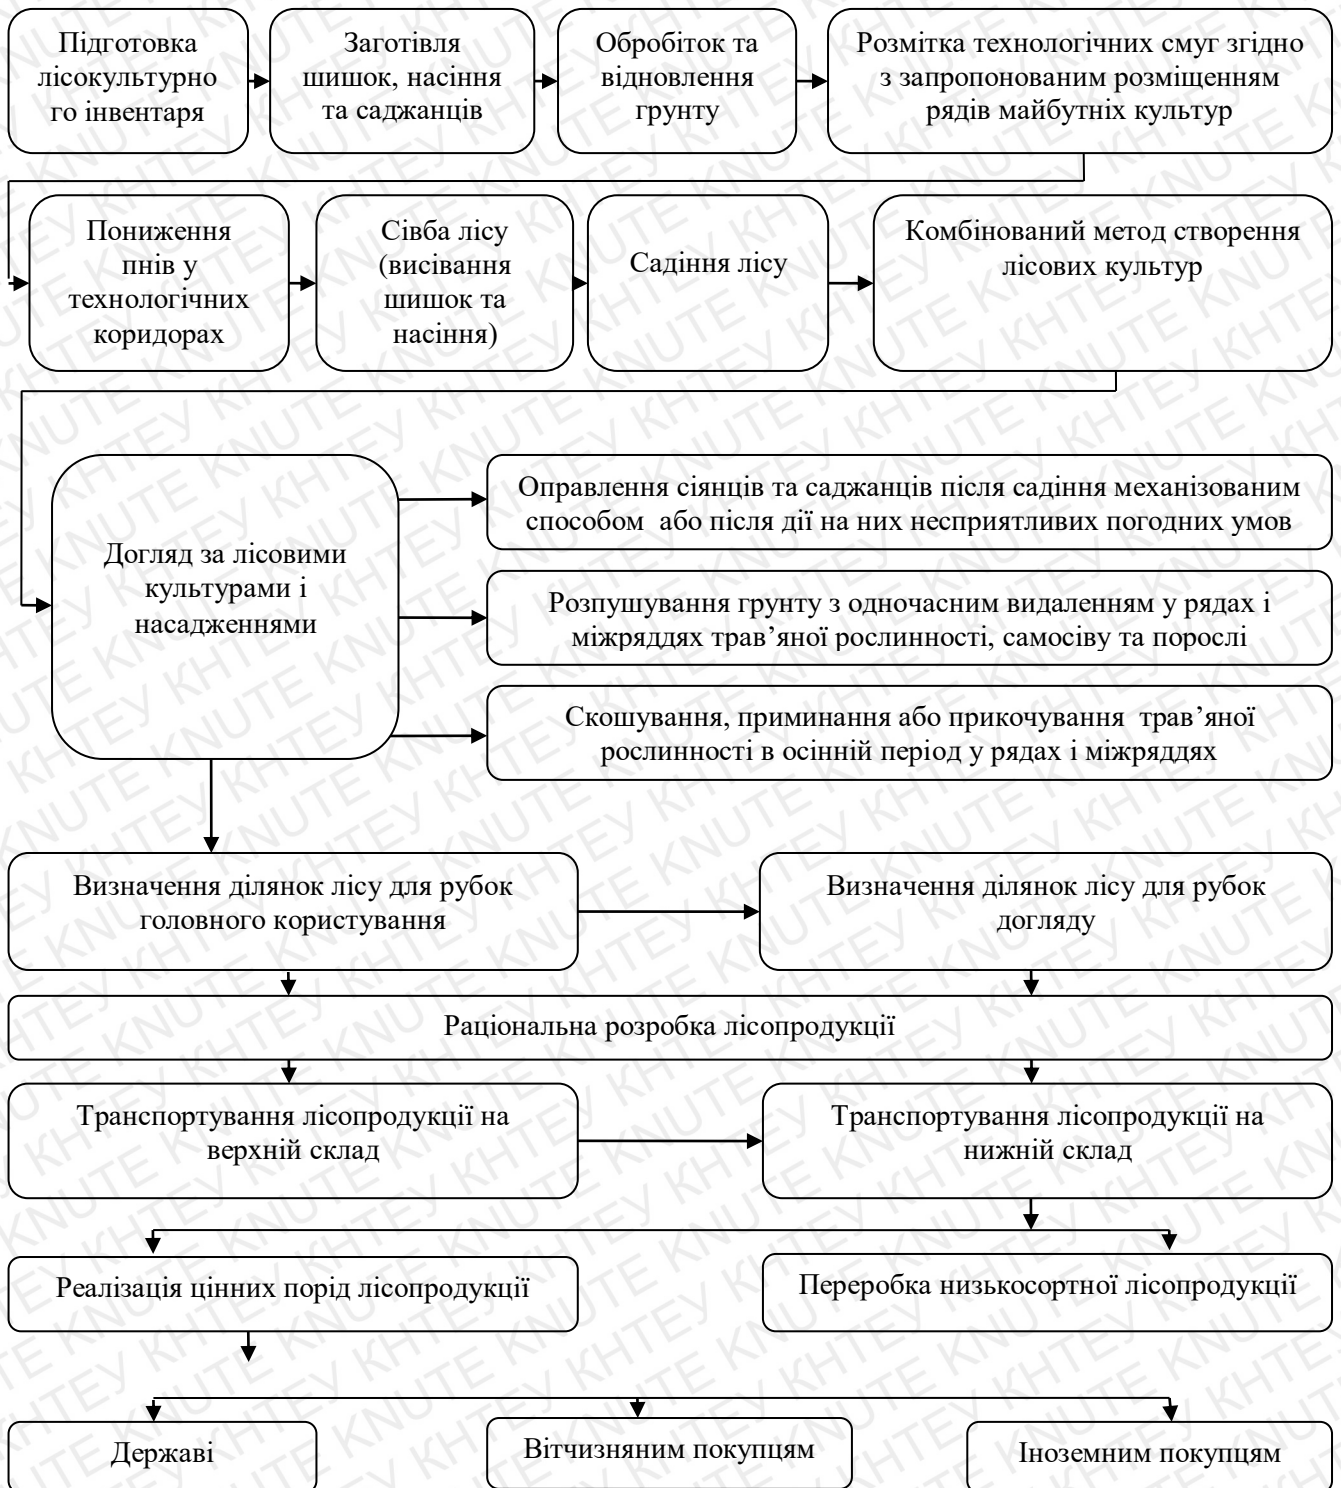 Підготовка
лісокультурно
го інвентаря
Заготівля
шишок, насіння
та саджанців
Обробіток та
відновлення
грунту
Розмітка технологічних смуг згідно
з запропонованим розміщенням
рядів майбутніх культур
Пониження
пнів у
технологічних
коридорах
Сівба лісу
(висівання
шишок та
насіння)
Садіння лісу
Комбінований метод створення
лісових культур
Догляд за лісовими
культурами і
насадженнями
Оправлення сіянців та саджанців після садіння механізованим
способом або після дії на них несприятливих погодних умов
Розпушування грунту з одночасним видаленням у рядах і
міжряддях трав’яної рослинності, самосіву та порослі
Скошування, приминання або прикочування трав’яної
рослинності в осінній період у рядах і міжряддях
Визначення ділянок лісу для рубок
головного користування
Визначення ділянок лісу для рубок
догляду
Раціональна розробка лісопродукції
Транспортування лісопродукції на
верхній склад
Транспортування лісопродукції на
нижній склад
Реалізація цінних порід лісопродукції
Переробка низькосортної лісопродукції
Державі
Вітчизняним покупцям
Іноземним покупцям